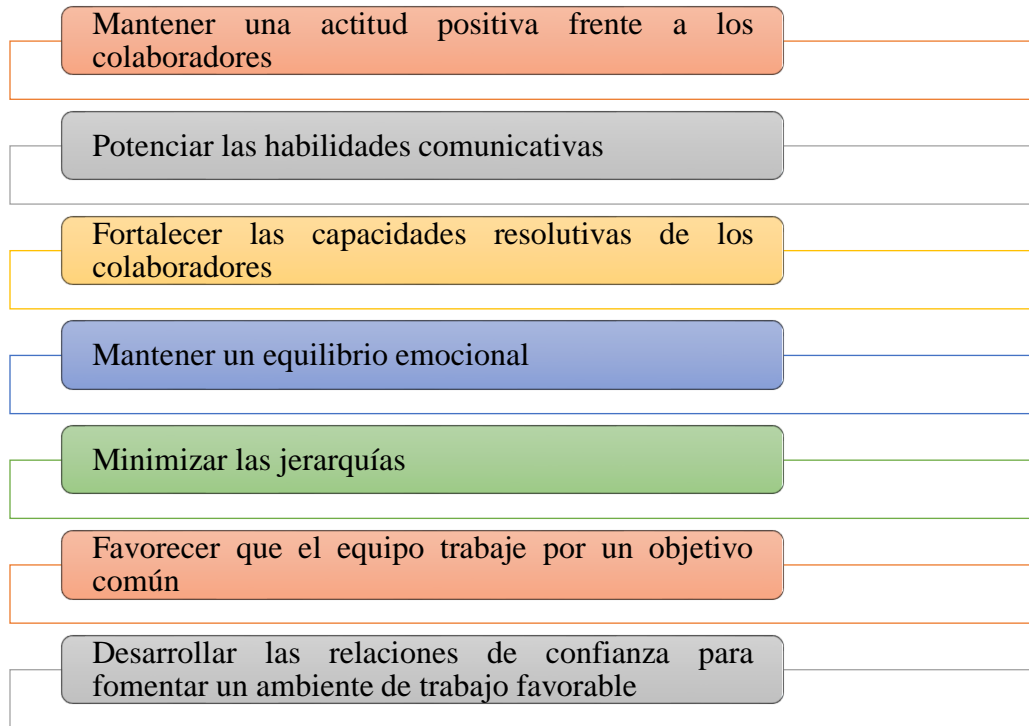 Mantener una actitud positiva frente a los
colaboradores
Potenciar las habilidades comunicativas
Fortalecer las capacidades resolutivas de los
colaboradores
Mantener un equilibrio emocional
Minimizar las jerarquías
Favorecer que el equipo trabaje por un objetivo
común
Desarrollar las relaciones de confianza para
fomentar un ambiente de trabajo favorable